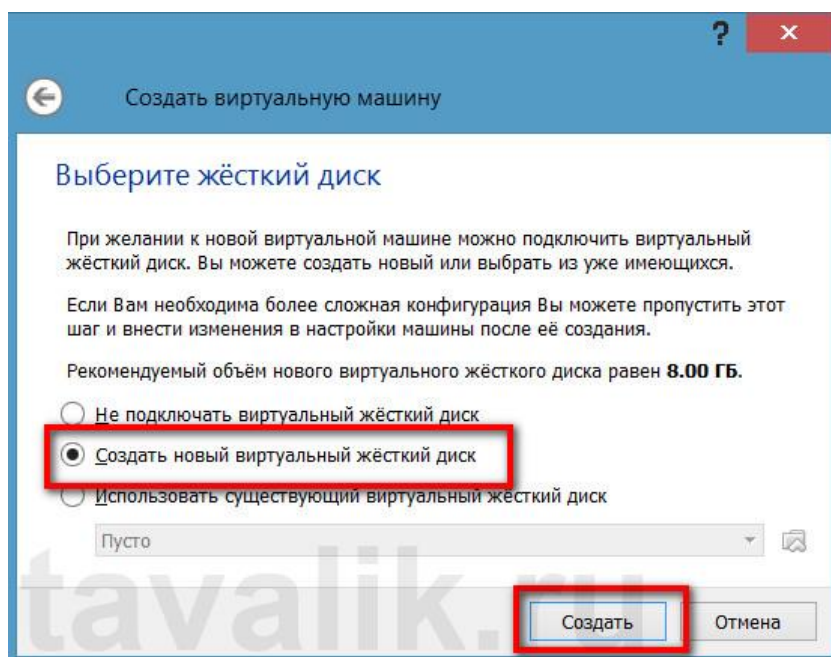 ?
Создать виртуальную машину
Выберите жёсткий диск
При желании к новой виртуальной машине можно подключить виртуальный
жёсткий диск. Вы можете создать новый или выбрать из уже имеющихся.
Если Вам необходима более сложная конфигурация Вы можете пропустить этот
шаг и внести изменения в настройки машины после её создания.
Рекомендуемый объём нового виртуального жёсткого диска равен 8.00 ГБ.
Не подключать виртуальный жёсткий диск
Создать новый виртуальный жёсткий диск
Использовать существующий виртуальный жёсткий диск
Пусто
tavalik.ru
Создать Отмена